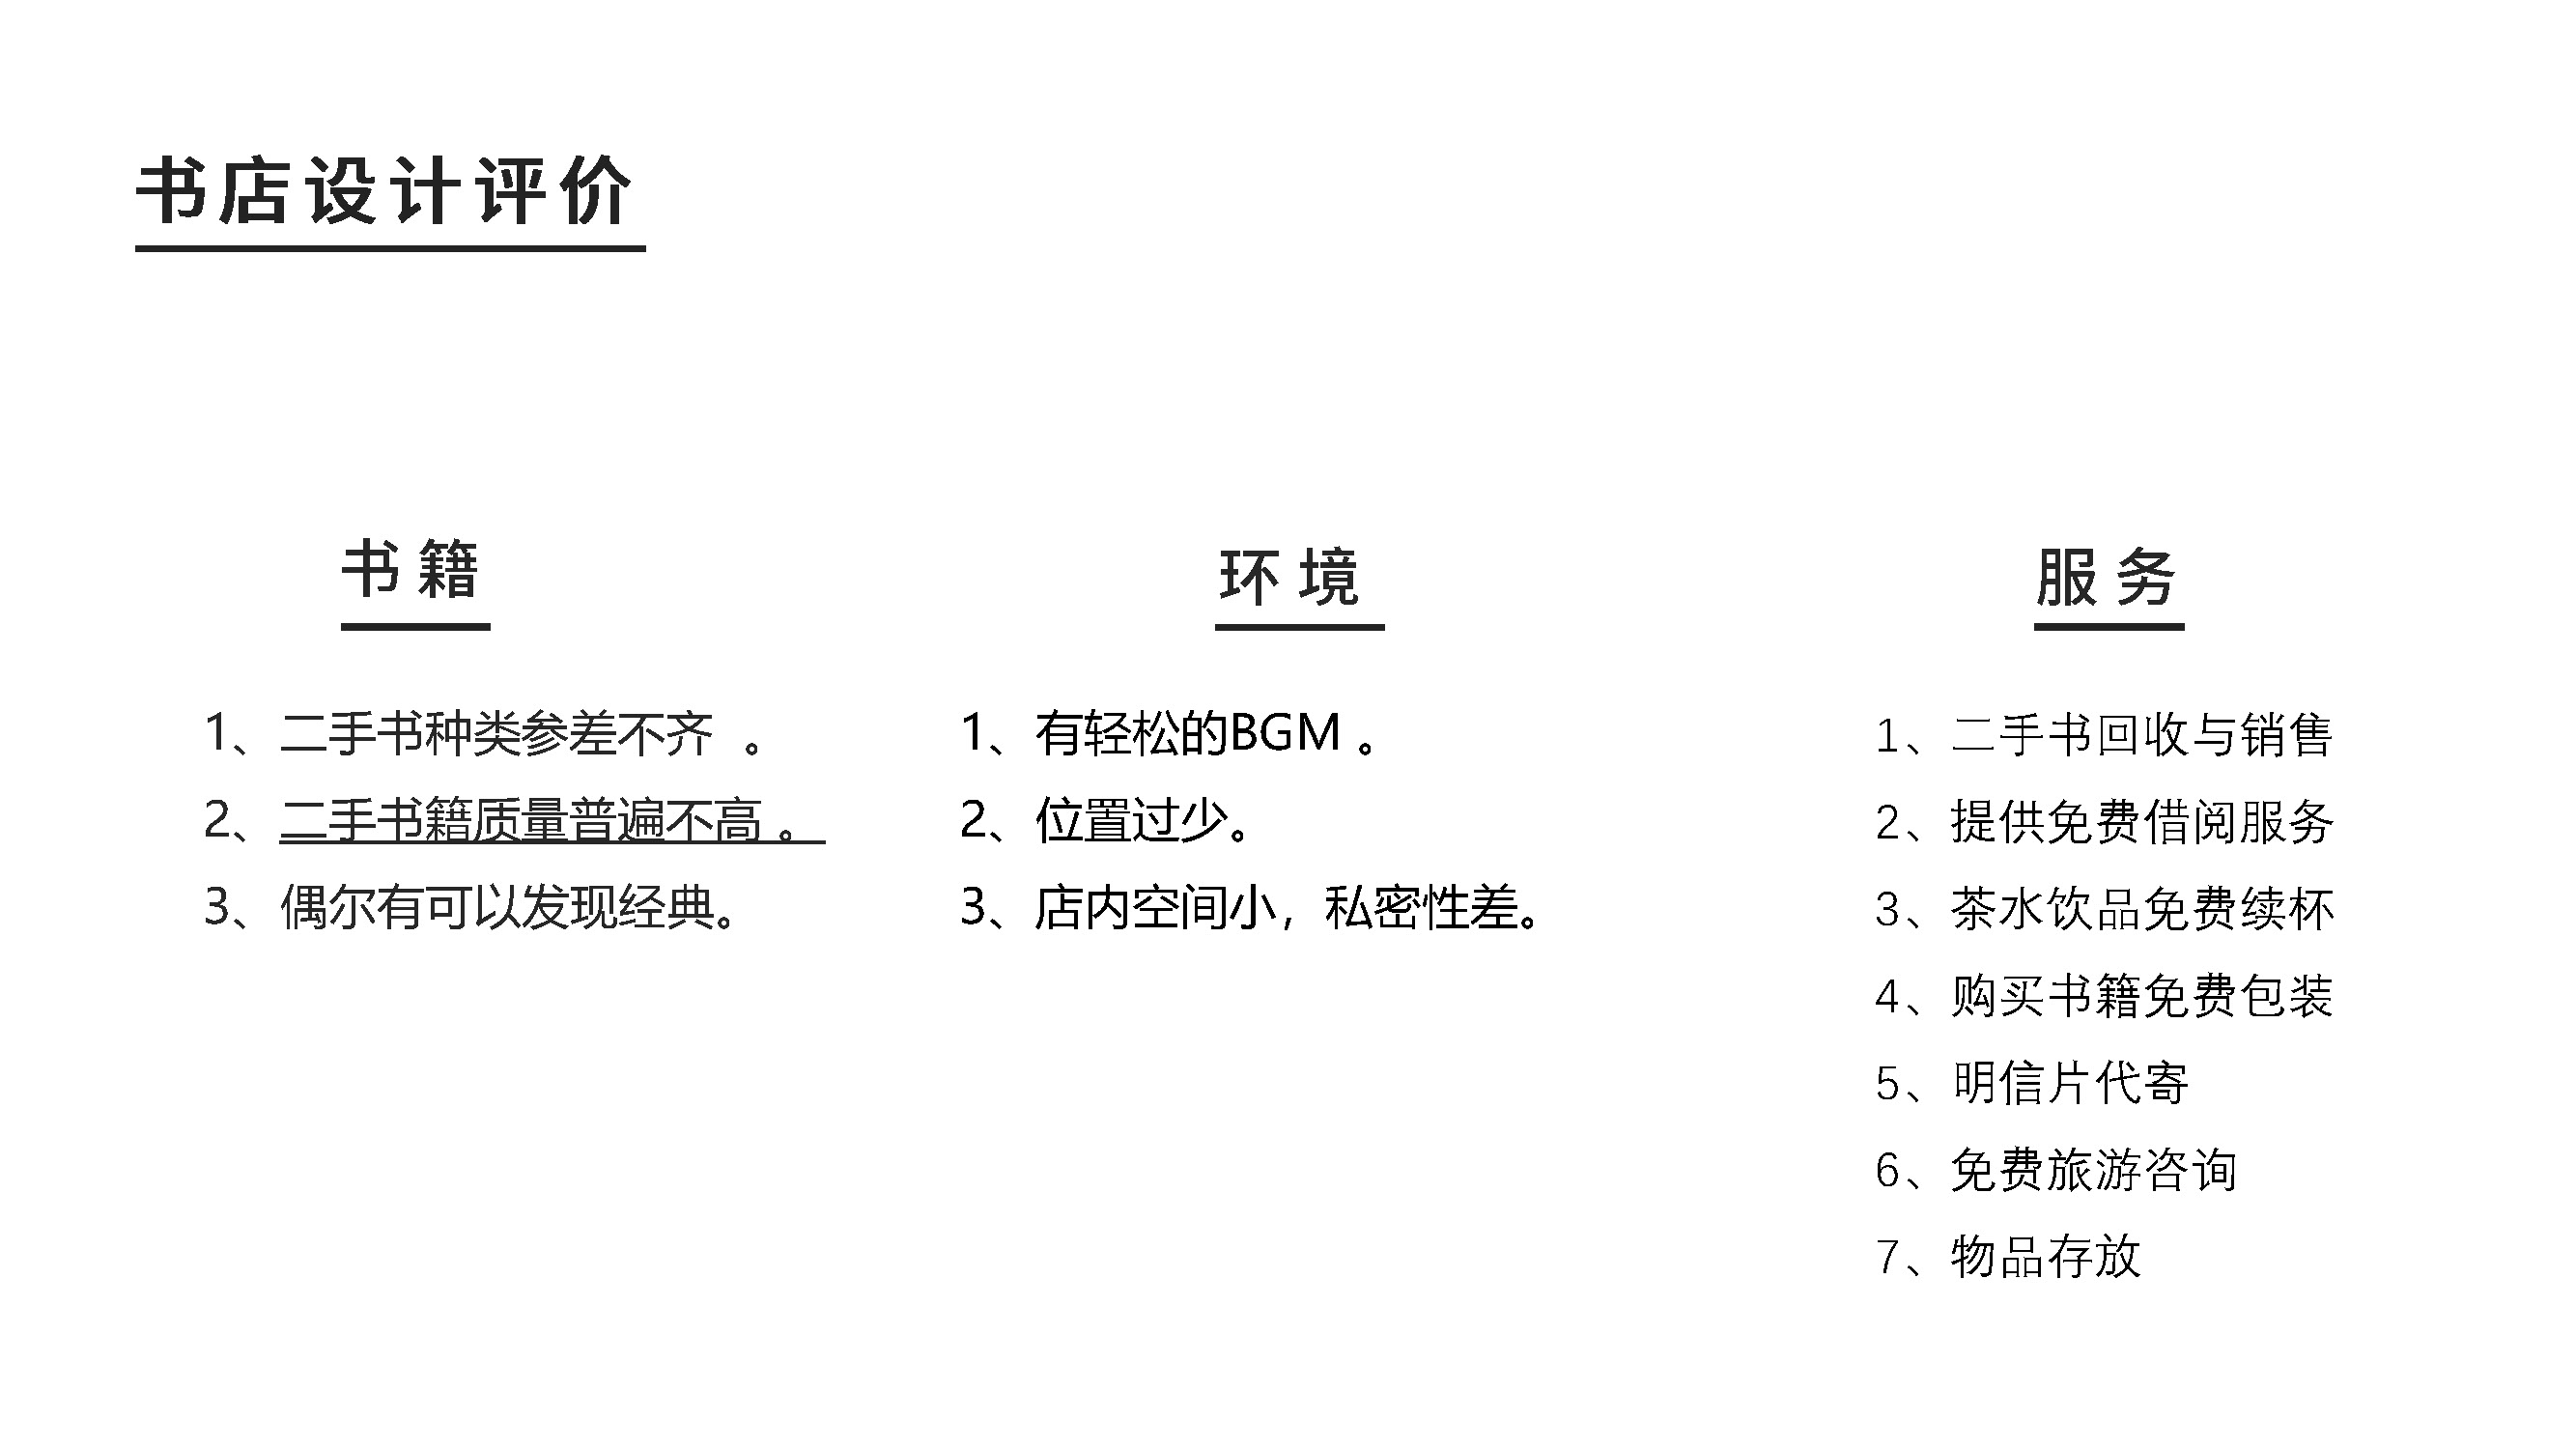 书店设计评价
书籍
1、二手书种类参差不齐 。
2、二手书籍质量普遍不高 。
3、偶尔有可以发现经典。
环境
1、有轻松的BGM 。
2、位置过少。
3、店内空间小，私密性差。
服务
1、二手书回收与销售
2、提供免费借阅服务
3、茶水饮品免费续杯
4、购买书籍免费包装
5、明信片代寄
6、免费旅游咨询
7、物品存放